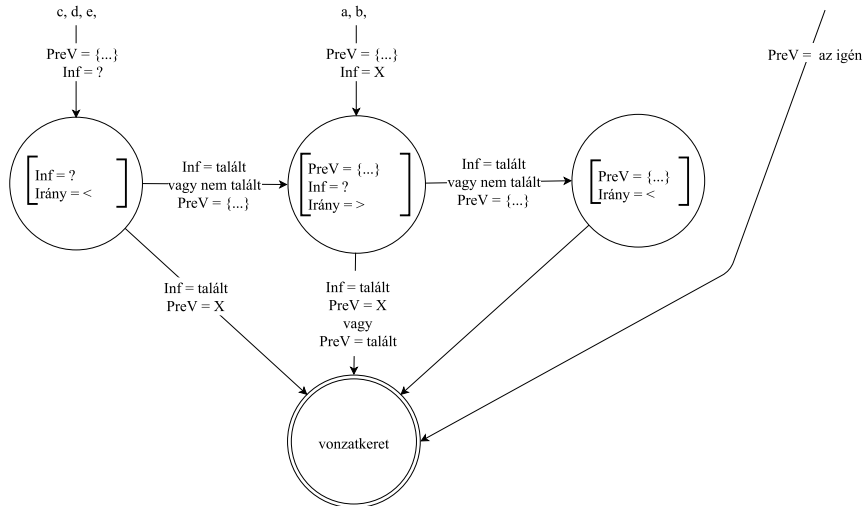 c, d, e,
PreV = {...}
Inf = ?
a, b,
PreV = {...}
Inf = X
PreV = az igén
Inf = ?
Irány = <
Inf = talált
vagy nem talált
PreV = {...}
PreV = {...}
Inf = ?
Irány = >
Inf = talált
vagy nem talált
PreV = {...}
PreV = {...}
Irány = <
Inf = talált
PreV = X
Inf = talált
PreV = X
vagy
PreV = talált
vonzatkeret